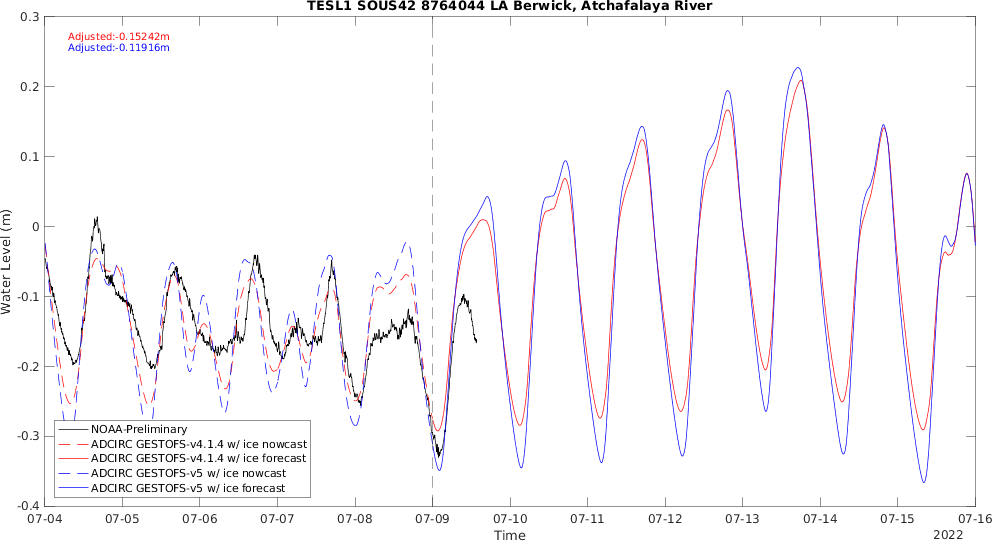 TESL1 SOUS42 8764044 LA Berwick, Atchafalaya River
Adjusted:-0.15242m
Adjusted:-0.11916m
0.3
0.2
0.1
0
-0.1
-0.2
-0.3
-0.4
Water Level (m)
NOAA-Preliminary
ADCIRC GESTOFS-v4.1.4 w/ ice nowcast
ADCIRC GESTOFS-v4.1.4 w/ ice forecast
ADCIRC GESTOFS-v5 w/ ice nowcast
ADCIRC GESTOFS-v5 w/ ice forecast
07-04 07-05 07-06 07-07 07-08 07-09 07-10 07-11 07-12 07-13 07-14 07-15 07-16
Time
2022